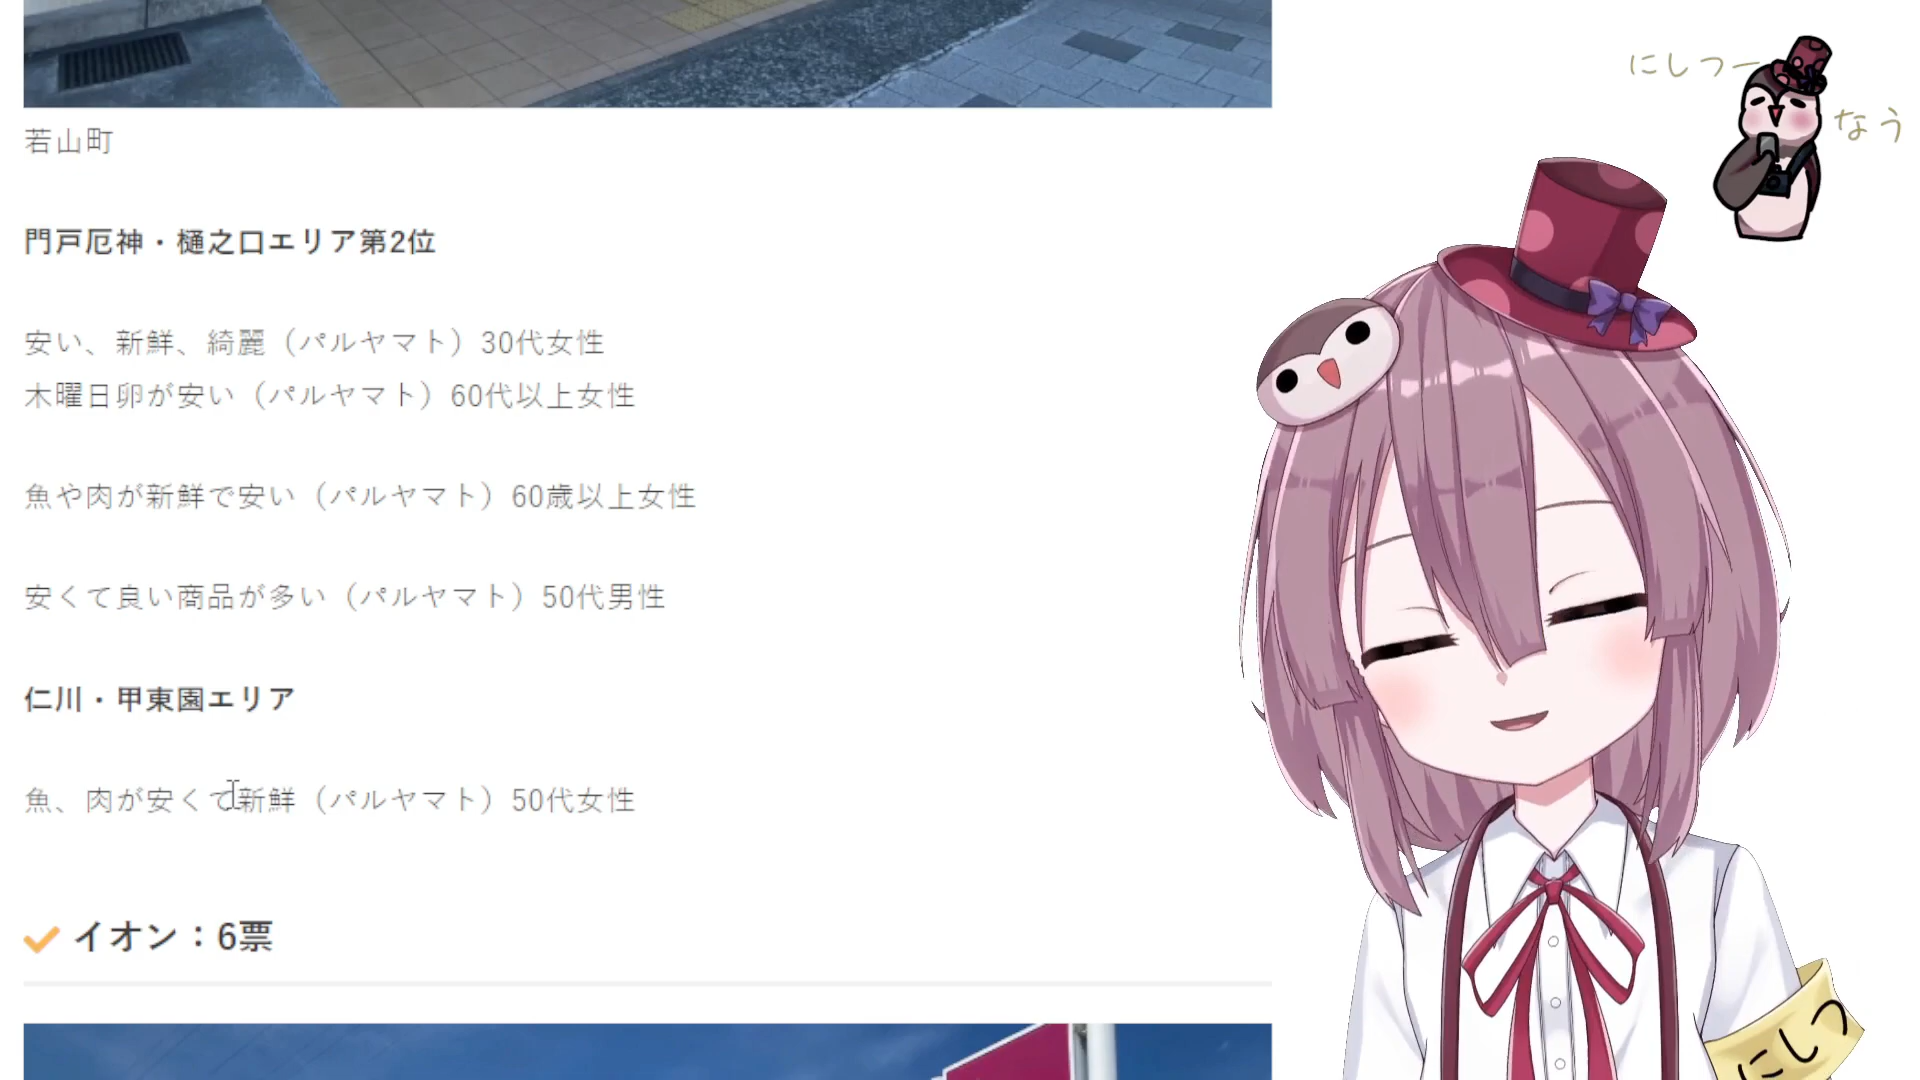 にしつー
なう
若山町
門戸厄神・樋之口エリア第2位
安い、新鮮、綺麗（パルヤマト）30代女性
木曜日卵が安い（パルヤマト）60代以上女性
魚や肉が新鮮で安い（パルヤマト）60歳以上女性
安くて良い商品が多い（パルヤマト）50代男性
仁川・甲東園エリア
魚、肉が安くて新鮮（パルヤマト）50代女性
イオン：6票
にしつ